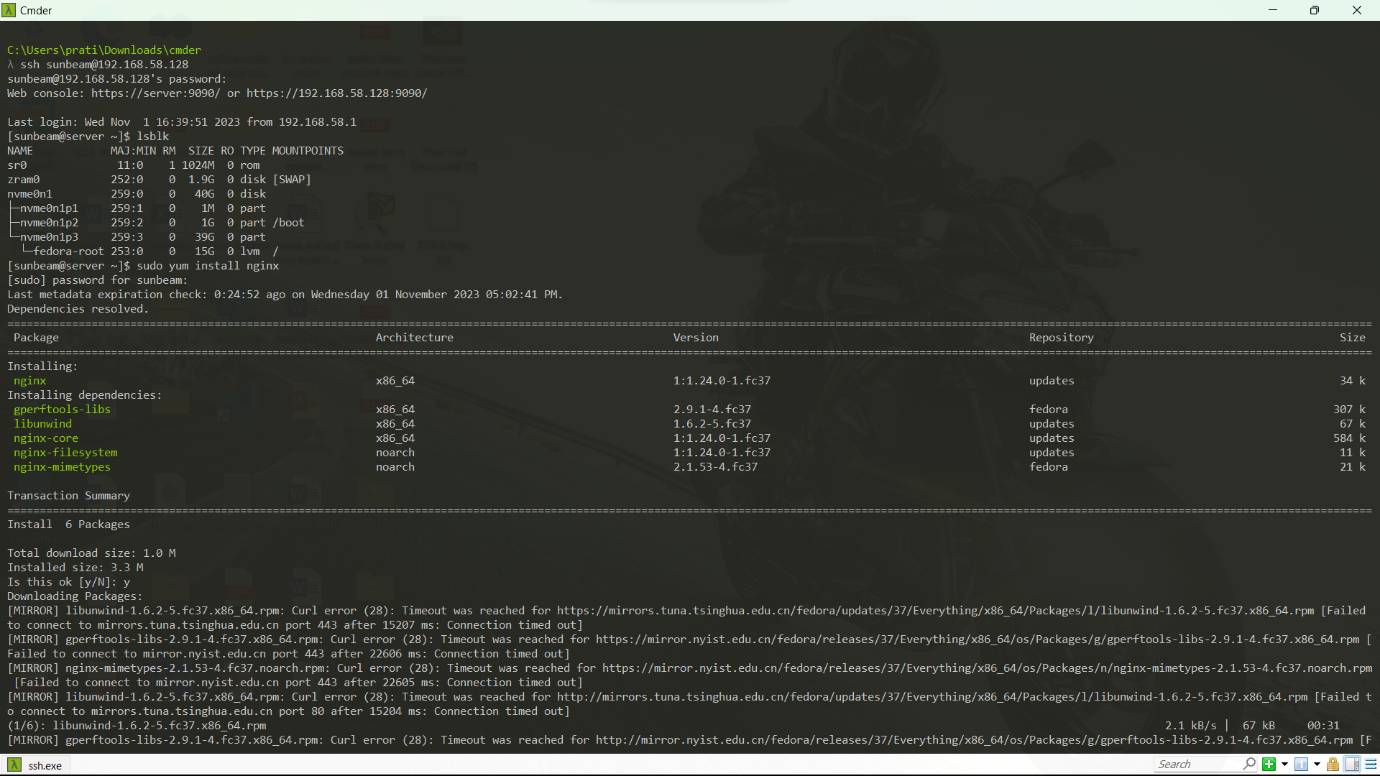 Cmder
C:\Users\prati\Downloads\cmder
λ ssh sunbeam@192.168.58.128
sunbeam@192.168.58.128's password:
Web console: https://server:9090/ or https://192.168.58.128:9090/
Last login: Wed Nov  1 16:39:51 2023 from 192.168.58.1
[sunbeam@server ~]$ lsblk
NAME            MAJ:MIN RM  SIZE RO TYPE MOUNTPOINTS
sr0              11:0    1 1024M  0 rom
zram0           252:0    0  1.9G  0 disk [SWAP]
nvme0n1         259:0    0   40G  0 disk
├─nvme0n1p1     259:1    0    1M  0 part
├─nvme0n1p2     259:2    0    1G  0 part /boot
└─nvme0n1p3     259:3    0   39G  0 part
  └─fedora-root 253:0    0   15G  0 lvm  /
[sunbeam@server ~]$ sudo yum install nginx
[sudo] password for sunbeam:
Last metadata expiration check: 0:24:52 ago on Wednesday 01 November 2023 05:02:41 PM.
Dependencies resolved.
Package Architecture Version Repository Size
Installing:
nginx x86_64 1:1.24.0-1.fc37 updates 34 k
Installing dependencies:
gperftools-libs x86_64 2.9.1-4.fc37 fedora 307 k
libunwind x86_64 1.6.2-5.fc37 updates 67 k
nginx-core x86_64 1:1.24.0-1.fc37 updates 584 k
nginx-filesystem noarch 1:1.24.0-1.fc37 updates 11 k
nginx-mimetypes noarch 2.1.53-4.fc37 fedora 21 k
Transaction Summary
Install  6 Packages
Total download size: 1.0 M
Installed size: 3.3 M
Is this ok [y/N]: y
Downloading Packages:
[MIRROR] libunwind-1.6.2-5.fc37.x86_64.rpm: Curl error (28): Timeout was reached for https://mirrors.tuna.tsinghua.edu.cn/fedora/updates/37/Everything/x86_64/Packages/l/libunwind-1.6.2-5.fc37.x86_64.rpm [Failed
to connect to mirrors.tuna.tsinghua.edu.cn port 443 after 15207 ms: Connection timed out]
[MIRROR] gperftools-libs-2.9.1-4.fc37.x86_64.rpm: Curl error (28): Timeout was reached for https://mirror.nyist.edu.cn/fedora/releases/37/Everything/x86_64/os/Packages/g/gperftools-libs-2.9.1-4.fc37.x86_64.rpm [
Failed to connect to mirror.nyist.edu.cn port 443 after 22606 ms: Connection timed out]
[MIRROR] nginx-mimetypes-2.1.53-4.fc37.noarch.rpm: Curl error (28): Timeout was reached for https://mirror.nyist.edu.cn/fedora/releases/37/Everything/x86_64/os/Packages/n/nginx-mimetypes-2.1.53-4.fc37.noarch.rpm
[Failed to connect to mirror.nyist.edu.cn port 443 after 22605 ms: Connection timed out]
[MIRROR] libunwind-1.6.2-5.fc37.x86_64.rpm: Curl error (28): Timeout was reached for http://mirrors.tuna.tsinghua.edu.cn/fedora/updates/37/Everything/x86_64/Packages/l/libunwind-1.6.2-5.fc37.x86_64.rpm [Failed t
o connect to mirrors.tuna.tsinghua.edu.cn port 80 after 15204 ms: Connection timed out]
(1/6): libunwind-1.6.2-5.fc37.x86_64.rpm 2.1 kB/s | 67 kB 00:31
[MIRROR] gperftools-libs-2.9.1-4.fc37.x86_64.rpm: Curl error (28): Timeout was reached for http://mirror.nyist.edu.cn/fedora/releases/37/Everything/x86_64/os/Packages/g/gperftools-libs-2.9.1-4.fc37.x86_64.rpm [F
ssh.exe Search